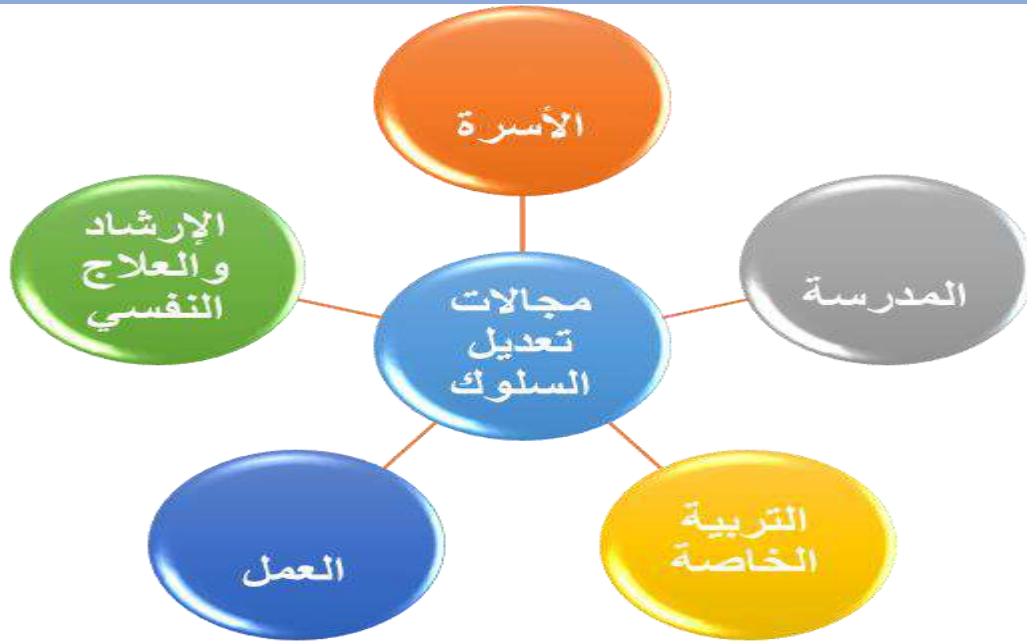 الأسرة
المدرسة
التربية
الخاصة
العمل
الإرشاد
والعلاج
النفسي
مجالات
تعديل
السلوك